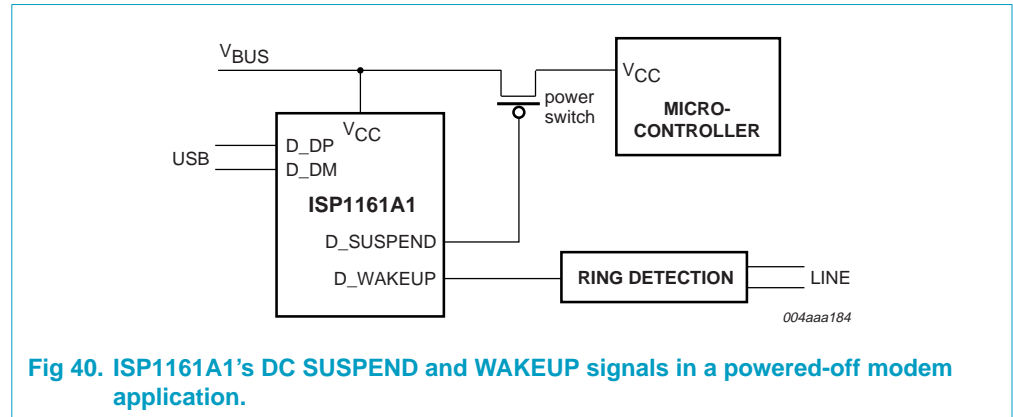 VBUS
VCC
power
switch
MICRO-
CONTROLLER
VCC
USB
D_DP
D_DM
ISP1161A1
D_SUSPEND
D_WAKEUP
RING DETECTION
LINE
004aaa184
Fig 40. ISP1161A1's DC SUSPEND and WAKEUP signals in a powered-off modem
application.